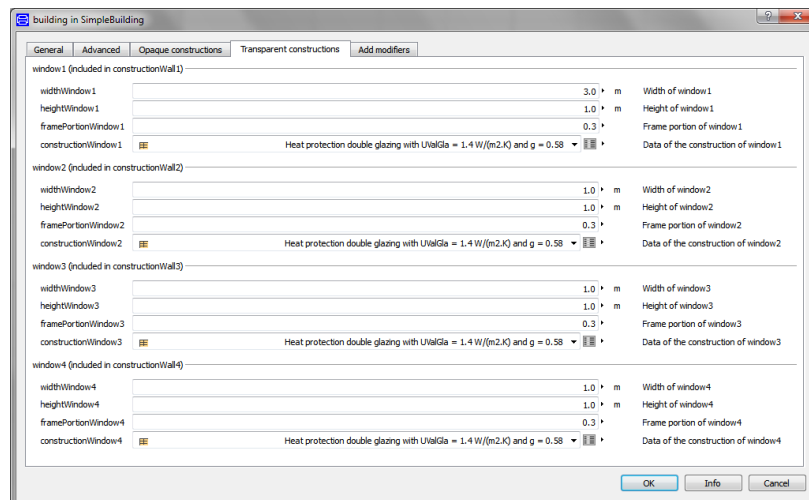 building in SimpleBuilding
General Advanced Opaque constructions Transparent constructions Add modifiers
window1 (included in constructionWall1)
widthWindow1 3.0 m Width of window1
heightWindow1 1.0 m Height of window1
framePortionWindow1 0.3 Frame portion of window1
constructionWindow1 Heat protection double glazing with UValGla = 1.4 W/(m2.K) and g = 0.58 Data of the construction of window1
window2 (included in constructionWall2)
widthWindow2 1.0 m Width of window2
heightWindow2 1.0 m Height of window2
framePortionWindow2 0.3 Frame portion of window2
constructionWindow2 Heat protection double glazing with UValGla = 1.4 W/(m2.K) and g = 0.58 Data of the construction of window2
window3 (included in constructionWall3)
widthWindow3 1.0 m Width of window3
heightWindow3 1.0 m Height of window3
framePortionWindow3 0.3 Frame portion of window3
constructionWindow3 Heat protection double glazing with UValGla = 1.4 W/(m2.K) and g = 0.58 Data of the construction of window3
window4 (included in constructionWall4)
widthWindow4 1.0 m Width of window4
heightWindow4 1.0 m Height of window4
framePortionWindow4 0.3 Frame portion of window4
constructionWindow4 Heat protection double glazing with UValGla = 1.4 W/(m2.K) and g = 0.58 Data of the construction of window4
OK Info Cancel